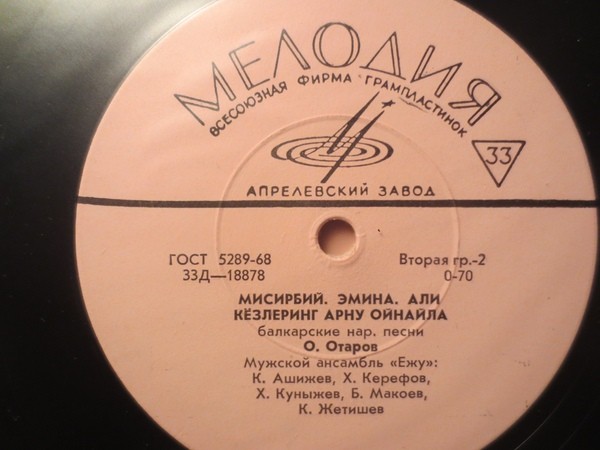 МЕЛОДИЯ
ВСЕСОЮЗНАЯ ФИРМА ГРАМПЛАСТИНОК
33
АПРЕЛЕВСКИЙ ЗАВОД
ГОСТ 5289-68 Вторая гр.-2
33Д—18878 0-70
МИСИРБИЙ. ЭМИНА. АЛИ
КЁЗЛЕРИНГ АРНУ ОЙНАЙЛА
балкарские нар. песни
О. Отаров
Мужской ансамбль «Ежу»:
К. Ашижев, Х. Керефов,
Х. Куныжев, Б. Макоев,
К. Жетишев